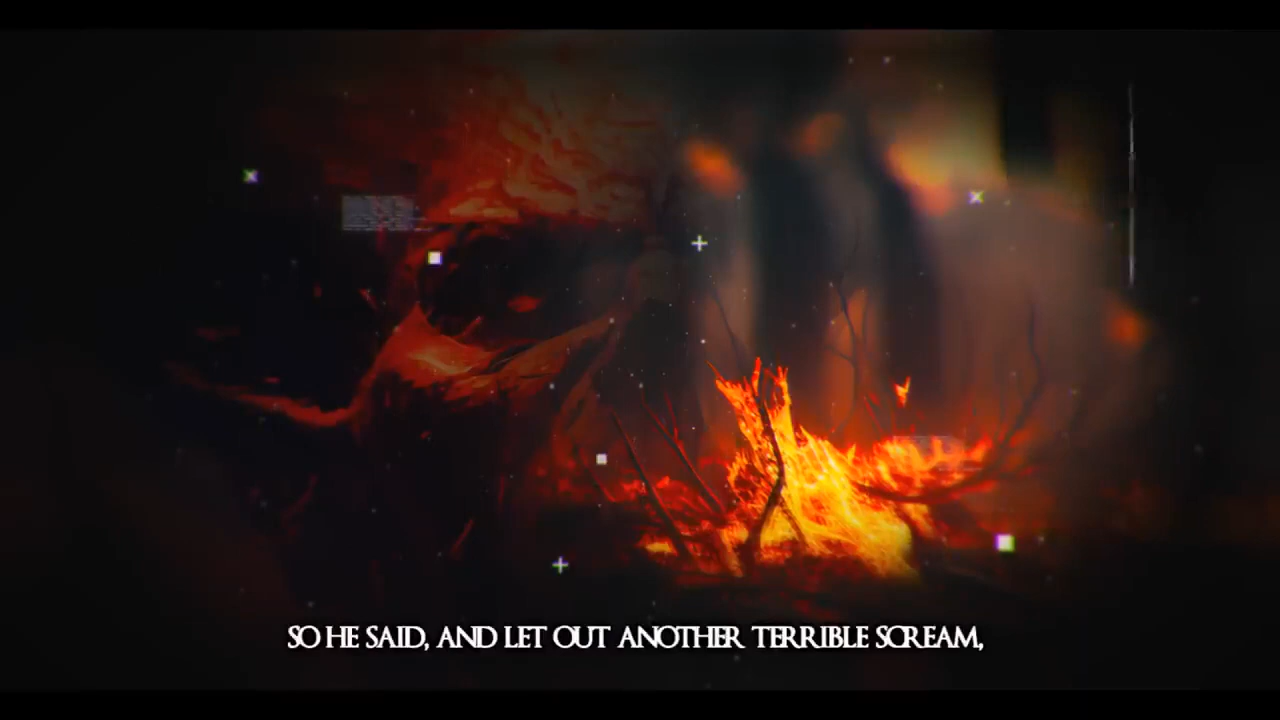 SO HE SAID, AND LET OUT ANOTHER TERRIBLE SCREAM,